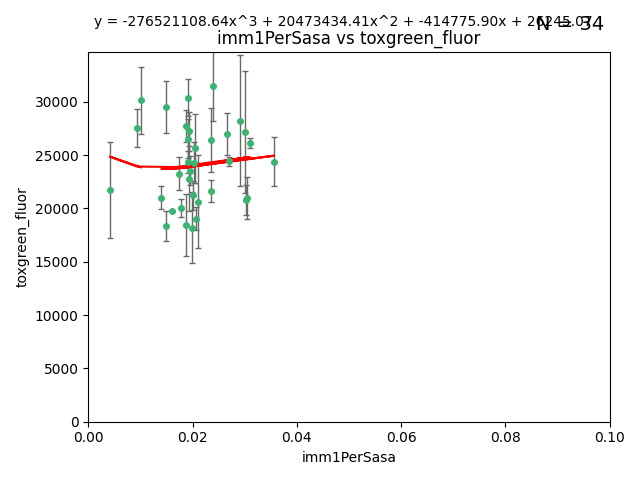 y = -276521108.64x^3 + 20473434.41x^2 + -414775.90x + 26245.07
N = 34
imm1PerSasa vs toxgreen_fluor
30000
25000
20000
15000
10000
5000
0
toxgreen_fluor
0.00 0.02 0.04 0.06 0.08 0.10
imm1PerSasa